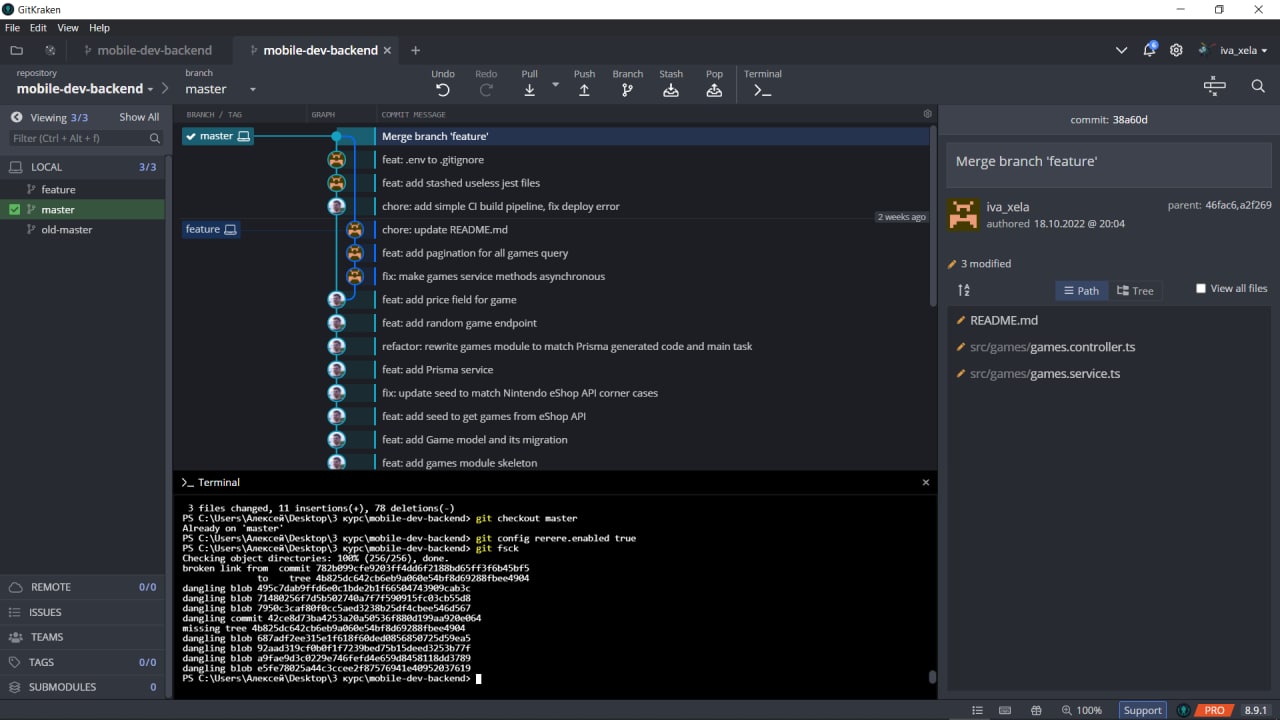 GitKraken
File Edit View Help
mobile-dev-backend
mobile-dev-backend
6
iva_xela
repository
mobile-dev-backend
branch
master
Undo
Redo
Pull
Push
Branch
Stash
Pop
Terminal
Viewing 3/3 Show All
Filter (Ctrl + Alt + f)
LOCAL 3/3
feature
master
old-master
REMOTE 0/0
ISSUES
TEAMS
TAGS 0/0
SUBMODULES 0
BRANCH / TAG GRAPH COMMIT MESSAGE
master Merge branch 'feature'
feat: .env to .gitignore
feat: add stashed useless jest files
chore: add simple CI build pipeline, fix deploy error
2 weeks ago
feature chore: update README.md
feat: add pagination for all games query
fix: make games service methods asynchronous
feat: add price field for game
feat: add random game endpoint
refactor: rewrite games module to match Prisma generated code and main task
feat: add Prisma service
fix: update seed to match Nintendo eShop API corner cases
feat: add seed to get games from eShop API
feat: add Game model and its migration
feat: add games module skeleton
Terminal
3 files changed, 11 insertions(+), 78 deletions(-)
PS C:\Users\Алексей\Desktop\3 курс\mobile-dev-backend> git checkout master
Already on 'master'
PS C:\Users\Алексей\Desktop\3 курс\mobile-dev-backend> git config rerere.enabled true
PS C:\Users\Алексей\Desktop\3 курс\mobile-dev-backend> git fsck
Checking object directories: 100% (256/256), done.
broken link from commit 782b099cfe9203ff4dd6f2188bd65ff3f6b45bf5
to tree 4b825dc642cb6eb9a060e54bf8d69288fbee4904
dangling blob 495c7dab9ffd6e0c1bde2b1f66504743909cab3c
dangling blob 71480256f7d5b502740a7f7f590915fc03cb55d8
dangling blob 7950c3caf80f0cc5aed3238b25df4cbee546d567
dangling commit 42ce8d73ba4253a20a50536f880d199aa920e064
missing tree 4b825dc642cb6eb9a060e54bf8d69288fbee4904
dangling blob 687adf2ee315e1f618f60ded0856850725d59ea5
dangling blob 92aad319cf0b0f1f7239bed75b15deed3253b77f
dangling blob a9fae9d3c0229e746fefd4e659d8458118dd3789
dangling blob e5fe78025a44c3ccee2f87576941e40952037619
PS C:\Users\Алексей\Desktop\3 курс\mobile-dev-backend>
commit: 38a60d
Merge branch 'feature'
iva_xela
authored 18.10.2022 @ 20:04
parent: 46fac6,a2f269
3 modified
Path
Tree
View all files
README.md
src/games/games.controller.ts
src/games/games.service.ts
100%
Support
PRO
8.9.1